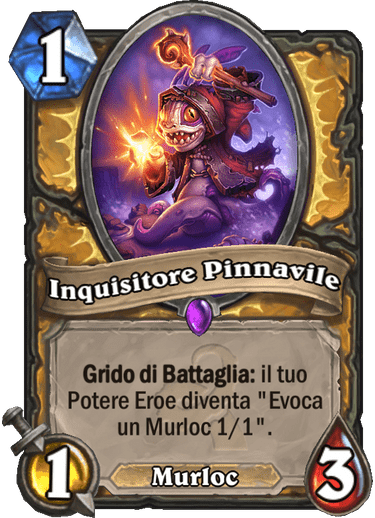 1
Inquisitore Pinnavile
Grido di Battaglia: il tuo
Potere Eroe diventa "Evoca
un Murloc 1/1".
1
Murloc
3